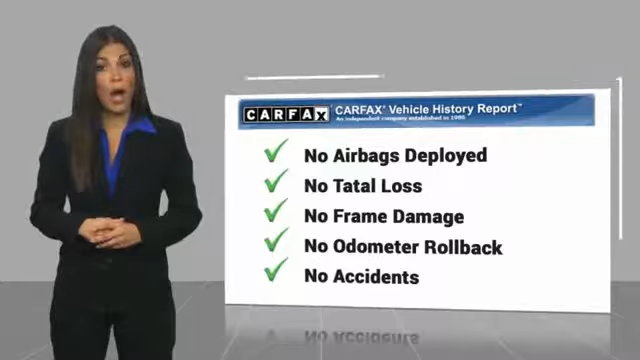 CARFAX CARFAX® Vehicle History Report™
An independent company established in 1986
No Airbags Deployed
No Tatal Loss
No Frame Damage
No Odometer Rollback
No Accidents